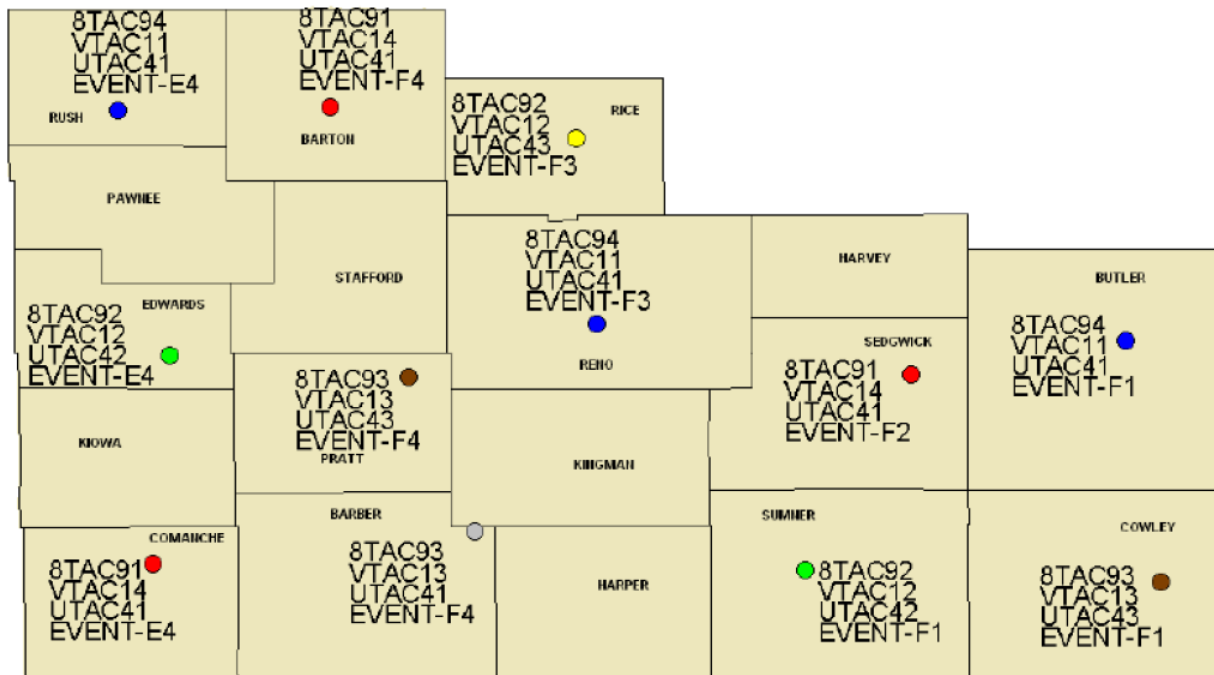 8TAC94
VTAC11
UTAC41
EVENT-E4
RUSH
8TAC91
VTAC14
UTAC41
EVENT-F4
BARTON
8TAC92
VTAC12
UTAC43
EVENT-F3
RICE
PAWNEE
STAFFORD
8TAC94
VTAC11
UTAC41
EVENT-F3
RENO
HARVEY
BUTLER
8TAC94
VTAC11
UTAC41
EVENT-F1
EDWARDS
8TAC92
VTAC12
UTAC42
EVENT-E4
SEDGWICK
8TAC91
VTAC14
UTAC41
EVENT-F2
8TAC93
VTAC13
UTAC43
EVENT-F4
PRATT
KIOWA
KINGMAN
COMANCHE
8TAC91
VTAC14
UTAC41
EVENT-E4
BARBER
8TAC93
VTAC13
UTAC41
EVENT-F4
HARPER
SUMNER
8TAC92
VTAC12
UTAC42
EVENT-F1
COWLEY
8TAC93
VTAC13
UTAC43
EVENT-F1